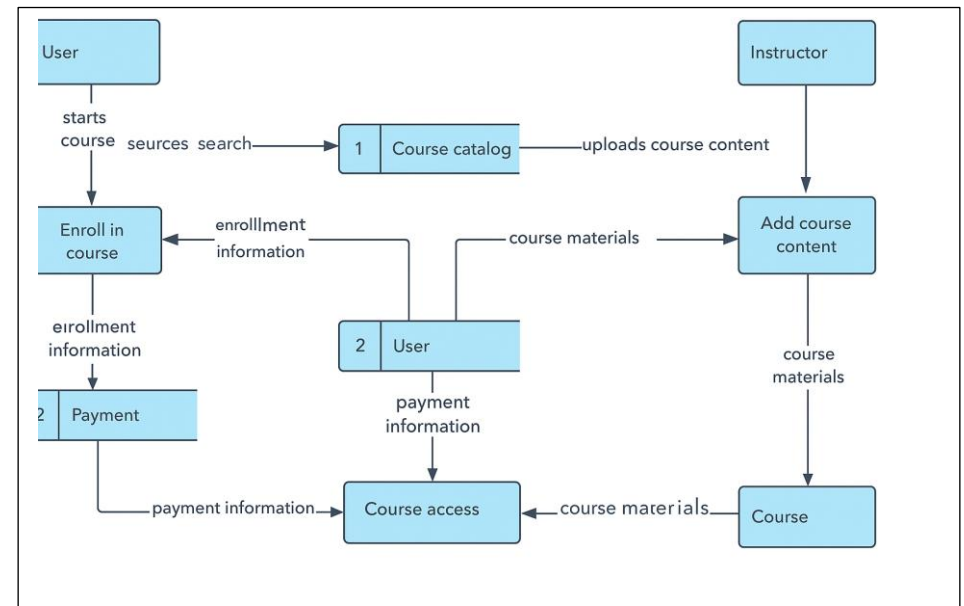 User
Instructor
starts
course
seurces search
1
Course catalog
uploads course content
Enroll in
course
enrolllment
information
course materials
Add course
content
eırollment
information
2
User
course
materials
2
Payment
payment
information
payment information
Course access
course materials
Course